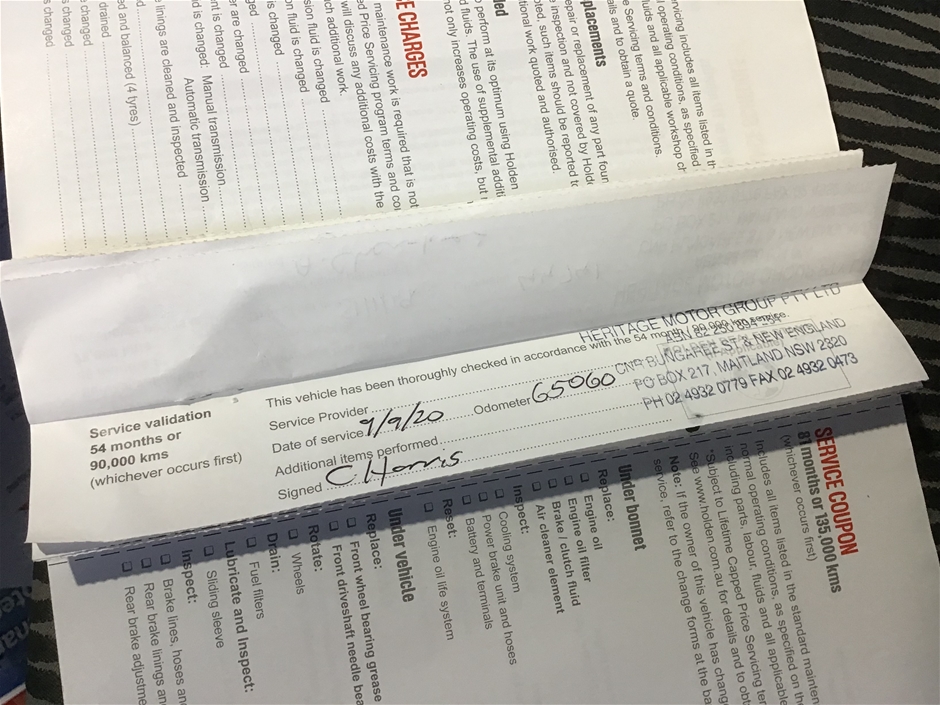 E CHARGES
maintenance work is required that is not
ed Price Servicing program terms and con
will discuss any additional costs with the
ch additional work.
sion fluid is changed
on fluid is changed
is changed
ged
er are changed
nt is changed
ld is changed: Manual transmission
Automatic transmission
linings are cleaned and inspected
d
ed and balanced (4 tyres)
drained
e changed
s changed
s changed
ded
perform at its optimum using Holden
d fluids. The use of supplemental additi
not only increases operating costs, but
placements
epair or replacement of any part foun
e inspection and not covered by Holde
oted, such items should be reported to
tional work quoted and authorised.
ervicing includes all items listed in th
l operating conditions, as specified
luids and all applicable workshop ch
e Servicing terms and conditions.
ails and to obtain a quote.
Service validation
54 months or
90,000 kms
(whichever occurs first)
This vehicle has been thoroughly checked in accordance with the 54 month / 90,000 km service.
Service Provider
Date of service 9/9/20 Odometer 65060
Additional items performed
Signed C Harris
HERITAGE MOTOR GROUP PTY LTD
CNR BUNGAREE ST & NEW ENGLAND
PO BOX 217, MAITLAND NSW 2320
PH 02 4932 0779 FAX 02 4932 0473
SERVICE COUPON
81 months or 135,000 kms
(whichever occurs first)
Includes all items listed in the standard mainten
normal operating conditions, as specified on th
including parts, labour, fluids and all applicable
*Subject to Lifetime Capped Price Servicing ter
See www.holden.com.au for details and to obt
Note: If the owner of this vehicle has chang
service, refer to the change forms at the ba
Under bonnet
Replace:
Engine oil
Engine oil filter
Brake / clutch fluid
Air cleaner element
Inspect:
Cooling system
Power brake unit and hoses
Battery and terminals
Reset:
Engine oil life system
Under vehicle
Replace:
Front wheel bearing grease
Front driveshaft needle bea
Rotate:
Wheels
Drain:
Fuel filters
Lubricate and Inspect:
Sliding sleeve
Inspect:
Brake lines, hoses an
Rear brake linings an
Rear brake adjustme